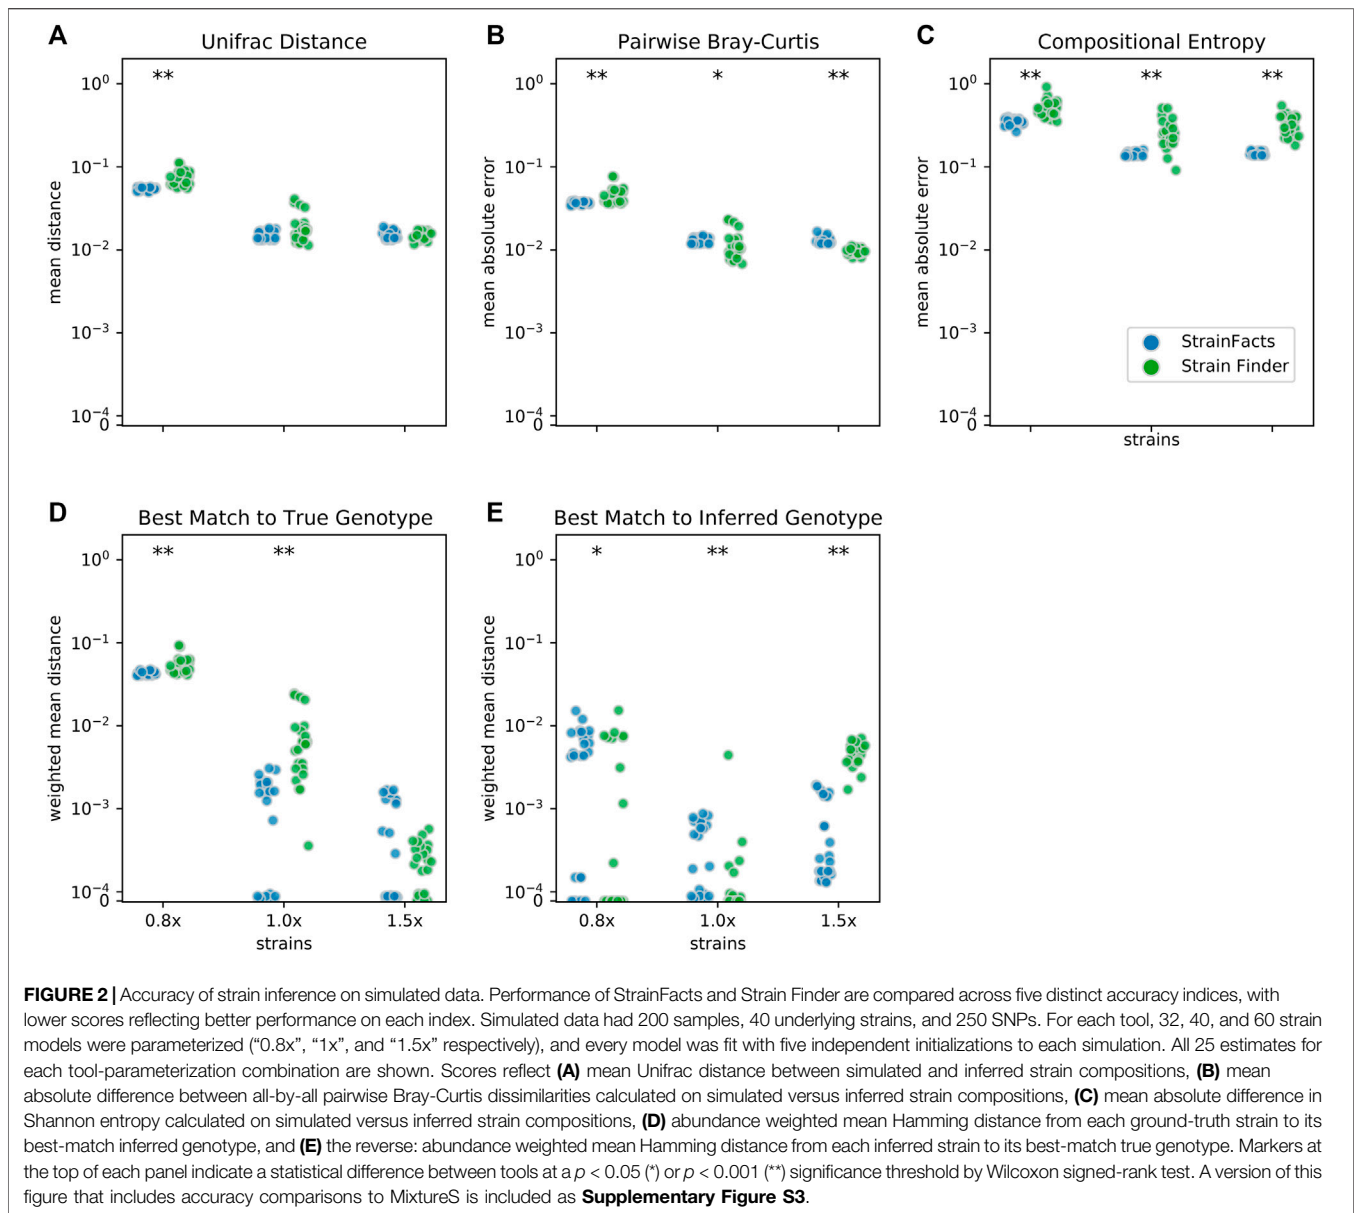 A
Unifrac Distance
**
10⁰
10⁻¹
10⁻²
10⁻³
10⁻⁴
0
mean distance
B
Pairwise Bray-Curtis
** * **
10⁰
10⁻¹
10⁻²
10⁻³
10⁻⁴
0
mean absolute error
C
Compositional Entropy
** ** **
10⁰
10⁻¹
10⁻²
10⁻³
10⁻⁴
0
mean absolute error
StrainFacts
Strain Finder
strains
D
Best Match to True Genotype
** **
10⁰
10⁻¹
10⁻²
10⁻³
10⁻⁴
0
weighted mean distance
0.8x 1.0x 1.5x
strains
E
Best Match to Inferred Genotype
* ** **
10⁰
10⁻¹
10⁻²
10⁻³
10⁻⁴
0
weighted mean distance
0.8x 1.0x 1.5x
strains
FIGURE 2 | Accuracy of strain inference on simulated data. Performance of StrainFacts and Strain Finder are compared across five distinct accuracy indices, with
lower scores reflecting better performance on each index. Simulated data had 200 samples, 40 underlying strains, and 250 SNPs. For each tool, 32, 40, and 60 strain
models were parameterized (“0.8x”, “1x”, and “1.5x” respectively), and every model was fit with five independent initializations to each simulation. All 25 estimates for
each tool-parameterization combination are shown. Scores reflect (A) mean Unifrac distance between simulated and inferred strain compositions, (B) mean
absolute difference between all-by-all pairwise Bray-Curtis dissimilarities calculated on simulated versus inferred strain compositions, (C) mean absolute difference in
Shannon entropy calculated on simulated versus inferred strain compositions, (D) abundance weighted mean Hamming distance from each ground-truth strain to its
best-match inferred genotype, and (E) the reverse: abundance weighted mean Hamming distance from each inferred strain to its best-match true genotype. Markers at
the top of each panel indicate a statistical difference between tools at a p < 0.05 (*) or p < 0.001 (**) significance threshold by Wilcoxon signed-rank test. A version of this
figure that includes accuracy comparisons to MixtureS is included as Supplementary Figure S3.